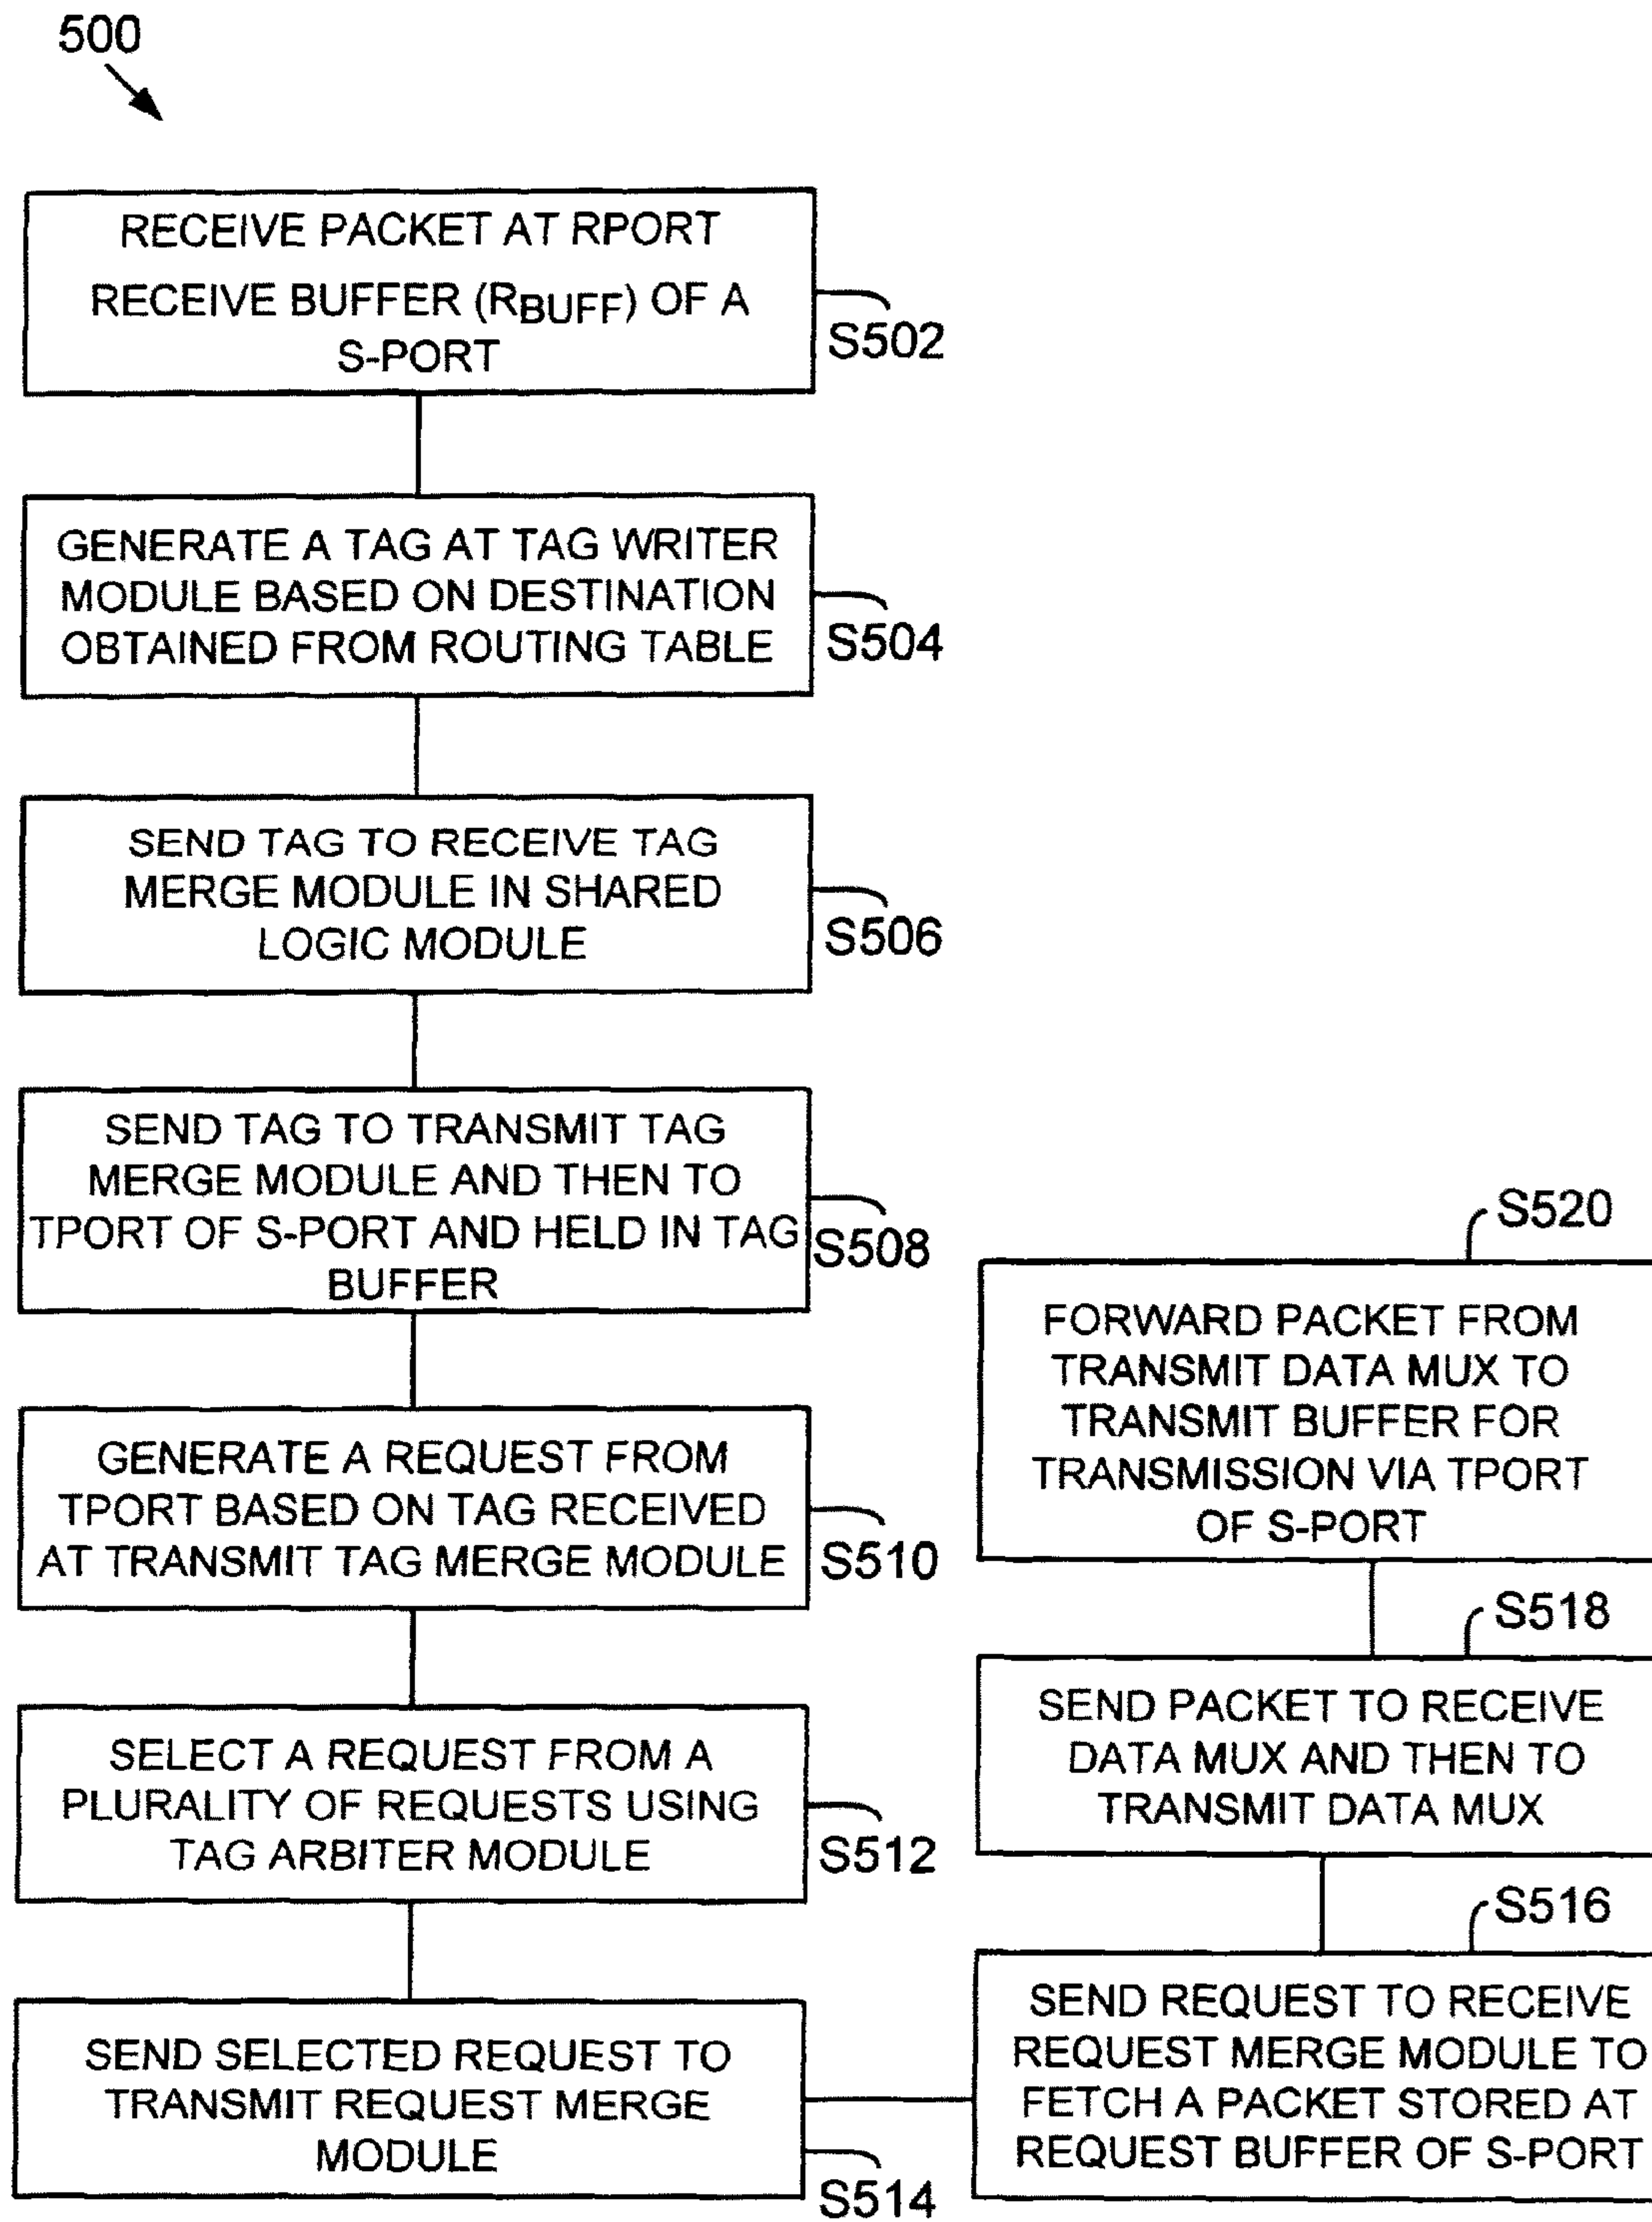 500
RECEIVE PACKET AT RPORT
RECEIVE BUFFER (RBUFF) OF A
S-PORT
S502
GENERATE A TAG AT TAG WRITER
MODULE BASED ON DESTINATION
OBTAINED FROM ROUTING TABLE
S504
SEND TAG TO RECEIVE TAG
MERGE MODULE IN SHARED
LOGIC MODULE
S506
SEND TAG TO TRANSMIT TAG
MERGE MODULE AND THEN TO
TPORT OF S-PORT AND HELD IN TAG
BUFFER
S508
GENERATE A REQUEST FROM
TPORT BASED ON TAG RECEIVED
AT TRANSMIT TAG MERGE MODULE
S510
SELECT A REQUEST FROM A
PLURALITY OF REQUESTS USING
TAG ARBITER MODULE
S512
SEND SELECTED REQUEST TO
TRANSMIT REQUEST MERGE
MODULE
S514
S516
SEND REQUEST TO RECEIVE
REQUEST MERGE MODULE TO
FETCH A PACKET STORED AT
REQUEST BUFFER OF S-PORT
S518
SEND PACKET TO RECEIVE
DATA MUX AND THEN TO
TRANSMIT DATA MUX
S520
FORWARD PACKET FROM
TRANSMIT DATA MUX TO
TRANSMIT BUFFER FOR
TRANSMISSION VIA TPORT
OF S-PORT